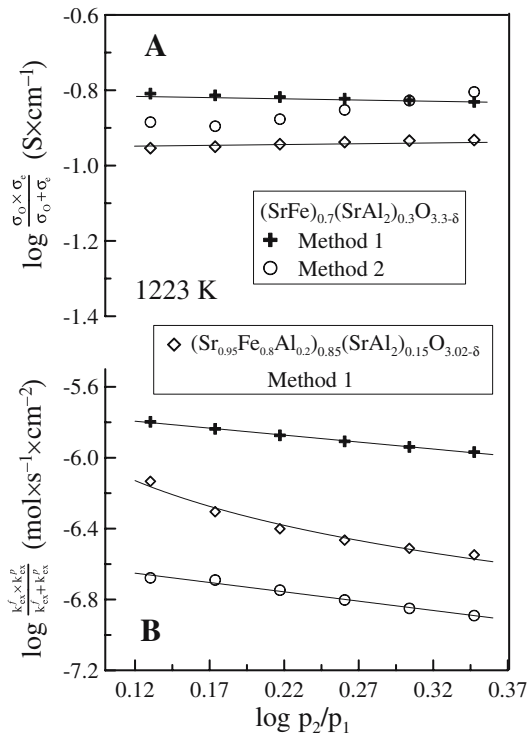 A
-0.4
-0.6
-0.8
-1.0
-1.2
-1.4
log σO×σe/σO+σe (S×cm−1)
(SrFe)0.7(SrAl2)0.3O3.3-δ
Method 1
Method 2
1223 K
(Sr0.95Fe0.8Al0.2)0.85(SrAl2)0.15O3.02-δ
Method 1
-5.6
-6.0
-6.4
-6.8
-7.2
log kfex×kpex/kfex+kpex (mol×s−1×cm−2)
B
0.12 0.17 0.22 0.27 0.32 0.37
log p2/p1